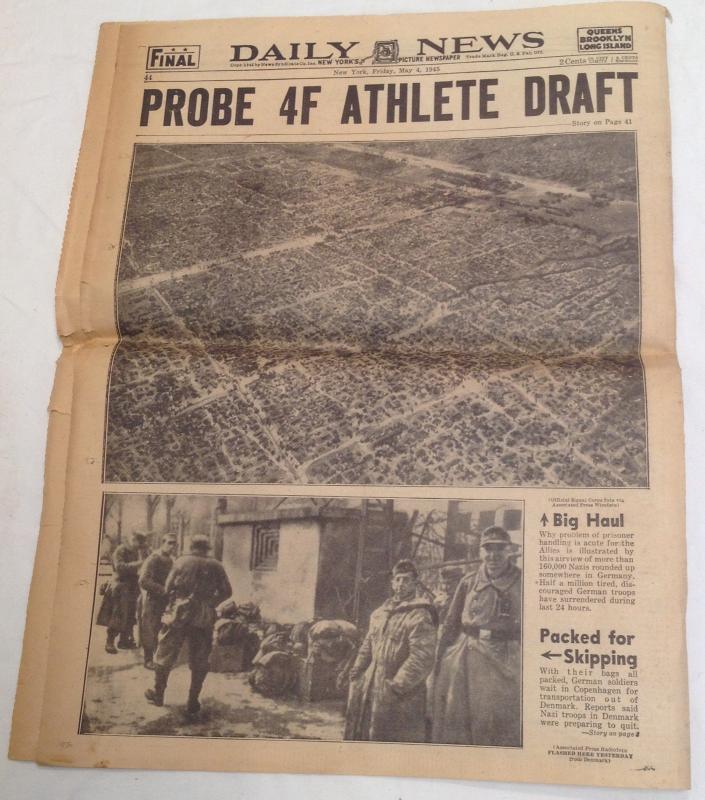 FINAL
DAILY NEWS
NEW YORK'S PICTURE NEWSPAPER
QUEENS
BROOKLYN
LONG ISLAND
44
New York, Friday, May 4, 1945
2 Cents
PROBE 4F ATHLETE DRAFT
—Story on Page 41
(Official Signal Corps foto via
Associated Press Wirefoto)
Big Haul
Why problem of prisoner
handling is acute for the
Allies is illustrated by
this airview of more than
160,000 Nazis rounded up
somewhere in Germany.
Half a million tired, dis-
couraged German troops
have surrendered during
last 24 hours.
Packed for
Skipping
With their bags all
packed, German soldiers
wait in Copenhagen for
transportation out of
Denmark. Reports said
Nazi troops in Denmark
were preparing to quit.
—Story on page
(Associated Press Radiofoto
FLASHED HERE YESTERDAY
from Denmark)